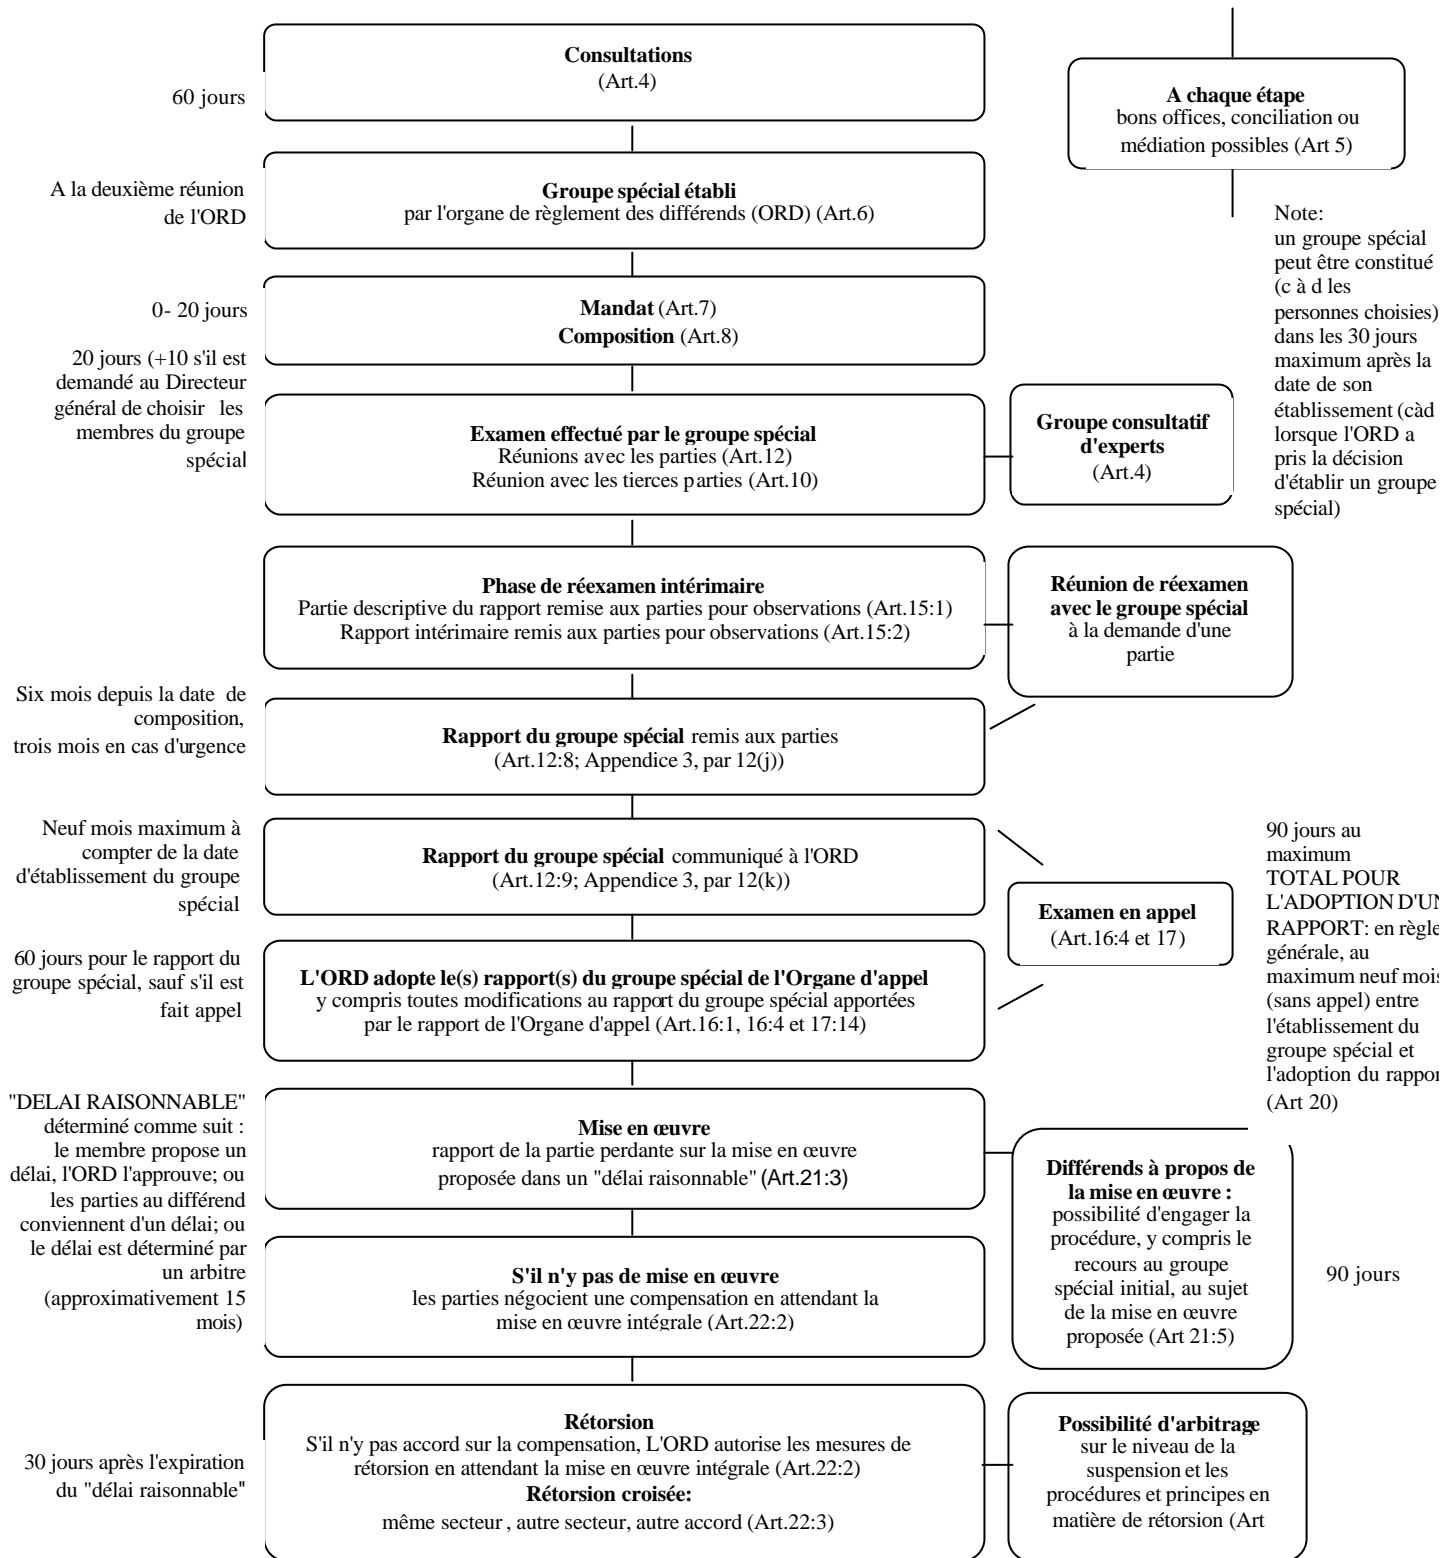 Consultations
(Art.4)
60 jours
A chaque étape
bons offices, conciliation ou
médiation possibles (Art 5)
A la deuxième réunion
de l'ORD
Groupe spécial établi
par l'organe de règlement des différends (ORD) (Art.6)
Note:
un groupe spécial
peut être constitué
(c à d les
personnes choisies)
dans les 30 jours
maximum après la
date de son
établissement (càd
lorsque l'ORD a
pris la décision
d'établir un groupe
spécial)
0- 20 jours
Mandat (Art.7)
Composition (Art.8)
20 jours (+10 s'il est
demandé au Directeur
général de choisir les
membres du groupe
spécial
Examen effectué par le groupe spécial
Réunions avec les parties (Art.12)
Réunion avec les tierces parties (Art.10)
Groupe consultatif
d'experts
(Art.4)
Phase de réexamen intérimaire
Partie descriptive du rapport remise aux parties pour observations (Art.15:1)
Rapport intérimaire remis aux parties pour observations (Art.15:2)
Réunion de réexamen
avec le groupe spécial
à la demande d'une
partie
Six mois depuis la date de
composition,
trois mois en cas d'urgence
Rapport du groupe spécial remis aux parties
(Art.12:8; Appendice 3, par 12(j))
Neuf mois maximum à
compter de la date
d'établissement du groupe
spécial
Rapport du groupe spécial communiqué à l'ORD
(Art.12:9; Appendice 3, par 12(k))
Examen en appel
(Art.16:4 et 17)
90 jours au
maximum
TOTAL POUR
L'ADOPTION D'UN
RAPPORT: en règle
générale, au
maximum neuf mois
(sans appel) entre
l'établissement du
groupe spécial et
l'adoption du rapport
(Art 20)
60 jours pour le rapport du
groupe spécial, sauf s'il est
fait appel
L'ORD adopte le(s) rapport(s) du groupe spécial de l'Organe d'appel
y compris toutes modifications au rapport du groupe spécial apportées
par le rapport de l'Organe d'appel (Art.16:1, 16:4 et 17:14)
"DELAI RAISONNABLE"
déterminé comme suit :
le membre propose un
délai, l'ORD l'approuve; ou
les parties au différend
conviennent d'un délai; ou
le délai est déterminé par
un arbitre
(approximativement 15
mois)
Mise en œuvre
rapport de la partie perdante sur la mise en œuvre
proposée dans un "délai raisonnable" (Art.21:3)
Différends à propos de
la mise en œuvre :
possibilité d'engager la
procédure, y compris le
recours au groupe
spécial initial, au sujet
de la mise en œuvre
proposée (Art 21:5)
90 jours
S'il n'y pas de mise en œuvre
les parties négocient une compensation en attendant la
mise en œuvre intégrale (Art.22:2)
30 jours après l'expiration
du "délai raisonnable"
Rétorsion
S'il n'y pas accord sur la compensation, L'ORD autorise les mesures de
rétorsion en attendant la mise en œuvre intégrale (Art.22:2)
Rétorsion croisée:
même secteur , autre secteur, autre accord (Art.22:3)
Possibilité d'arbitrage
sur le niveau de la
suspension et les
procédures et principes en
matière de rétorsion (Art